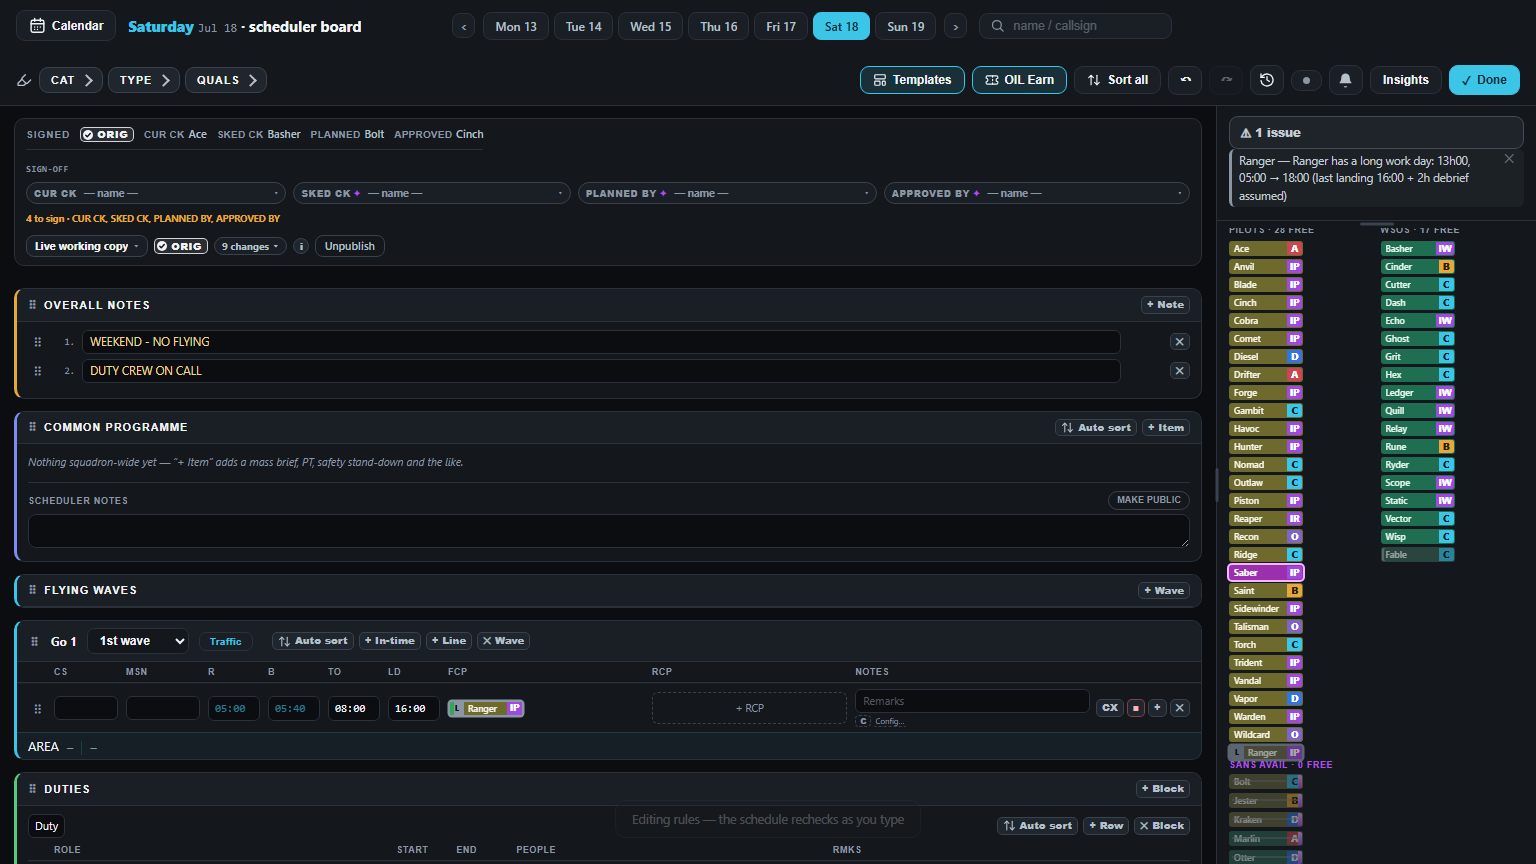 Calendar
Saturday Jul 18 · scheduler board
‹ Mon 13 Tue 14 Wed 15 Thu 16 Fri 17 Sat 18 Sun 19 ›
name / callsign
CAT TYPE QUALS
Templates OIL Earn Sort all Insights ✓ Done
SIGNED ORIG CUR CK Ace SKED CK Basher PLANNED Bolt APPROVED Cinch
SIGN-OFF
CUR CK — name —
SKED CK ✦ — name —
PLANNED BY ✦ — name —
APPROVED BY ✦ — name —
4 to sign · CUR CK, SKED CK, PLANNED BY, APPROVED BY
Live working copy ORIG 9 changes i Unpublish
OVERALL NOTES + Note
1. WEEKEND - NO FLYING ✕
2. DUTY CREW ON CALL ✕
COMMON PROGRAMME Auto sort + Item
Nothing squadron-wide yet — "+ Item" adds a mass brief, PT, safety stand-down and the like.
SCHEDULER NOTES MAKE PUBLIC
FLYING WAVES + Wave
Go 1 1st wave Traffic Auto sort + In-time + Line ✕ Wave
CS MSN R B TO LD FCP RCP NOTES
05:00 05:40 08:00 16:00 L Ranger IP + RCP Remarks CX + ✕
C Config...
AREA – –
DUTIES + Block
Duty Auto sort + Row ✕ Block
Editing rules — the schedule rechecks as you type
ROLE START END PEOPLE RMKS
⚠ 1 issue
Ranger — Ranger has a long work day: 13h00,
05:00 → 18:00 (last landing 16:00 + 2h debrief
assumed)
PILOTS · 28 FREE
Ace A
Anvil IP
Blade IP
Cinch IP
Cobra IP
Comet IP
Diesel D
Drifter A
Forge IP
Gambit C
Havoc IP
Hunter IP
Nomad C
Outlaw C
Piston IP
Reaper IR
Recon O
Ridge C
Saber IP
Saint B
Sidewinder IP
Talisman O
Torch C
Trident IP
Vandal IP
Vapor D
Warden IP
Wildcard O
L Ranger IP
WSOS · 17 FREE
Basher IW
Cinder B
Cutter C
Dash C
Echo IW
Ghost C
Grit C
Hex C
Ledger IW
Quill IW
Relay IW
Rune B
Ryder C
Scope IW
Static IW
Vector C
Wisp C
Fable C
SANS AVAIL · 0 FREE
Bolt C
Jester B
Kraken D
Marlin A
Otter D